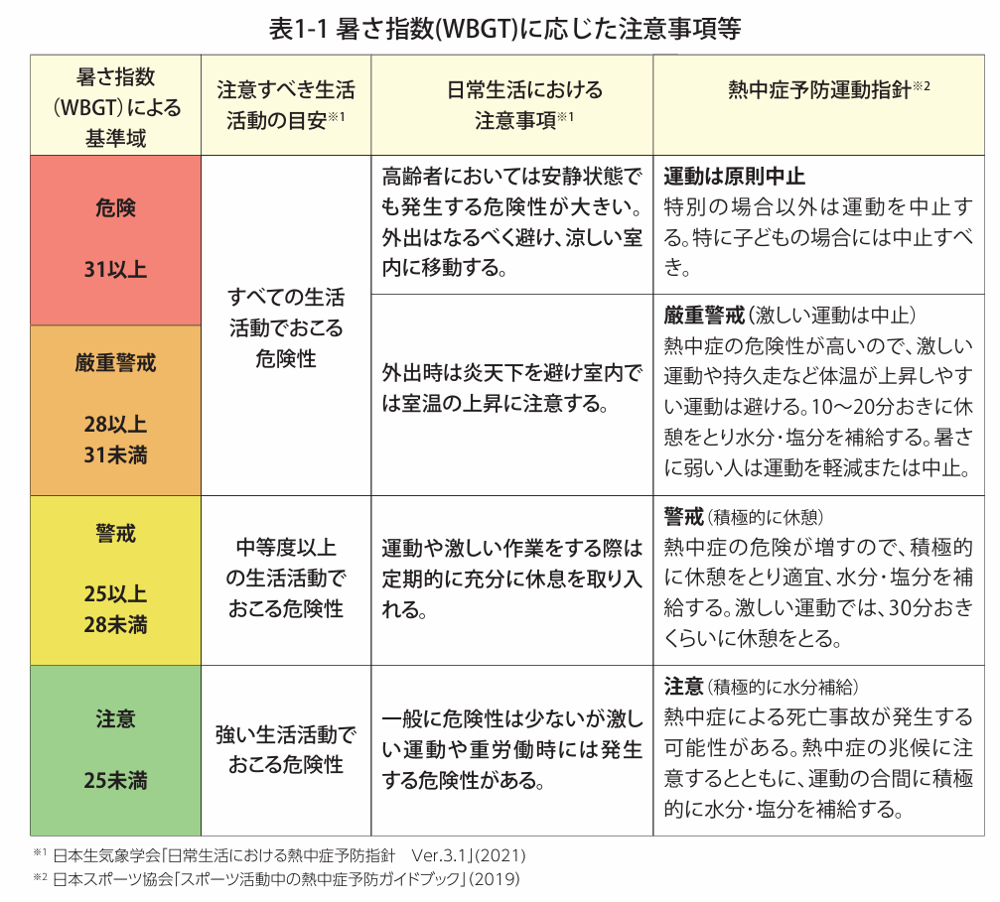 表1-1 暑さ指数(WBGT)に応じた注意事項等
暑さ指数
(WBGT)による
基準域
注意すべき生活
活動の目安※1
日常生活における
注意事項※1
熱中症予防運動指針※2
危険
31以上
すべての生活
活動でおこる
危険性
高齢者においては安静状態で
も発生する危険性が大きい。
外出はなるべく避け、涼しい室
内に移動する。
運動は原則中止
特別の場合以外は運動を中止す
る。特に子どもの場合には中止すべ
き。
厳重警戒
28以上
31未満
外出時は炎天下を避け室内で
は室温の上昇に注意する。
厳重警戒(激しい運動は中止)
熱中症の危険性が高いので、激しい
運動や持久走など体温が上昇しやす
い運動は避ける。10〜20分おきに休
憩をとり水分・塩分を補給する。暑さ
に弱い人は運動を軽減または中止。
警戒
25以上
28未満
中等度以上
の生活活動で
おこる危険性
運動や激しい作業をする際は
定期的に充分に休息を取り入
れる。
警戒(積極的に休憩)
熱中症の危険が増すので、積極的
に休憩をとり適宜、水分・塩分を補
給する。激しい運動では、30分おき
くらいに休憩をとる。
注意
25未満
強い生活活動で
おこる危険性
一般に危険性は少ないが激し
い運動や重労働時には発生
する危険性がある。
注意(積極的に水分補給)
熱中症による死亡事故が発生する
可能性がある。熱中症の兆候に注
意するとともに、運動の合間に積極
的に水分・塩分を補給する。
※1 日本生気象学会「日常生活における熱中症予防指針　Ver.3.1」(2021)
※2 日本スポーツ協会「スポーツ活動中の熱中症予防ガイドブック」(2019)